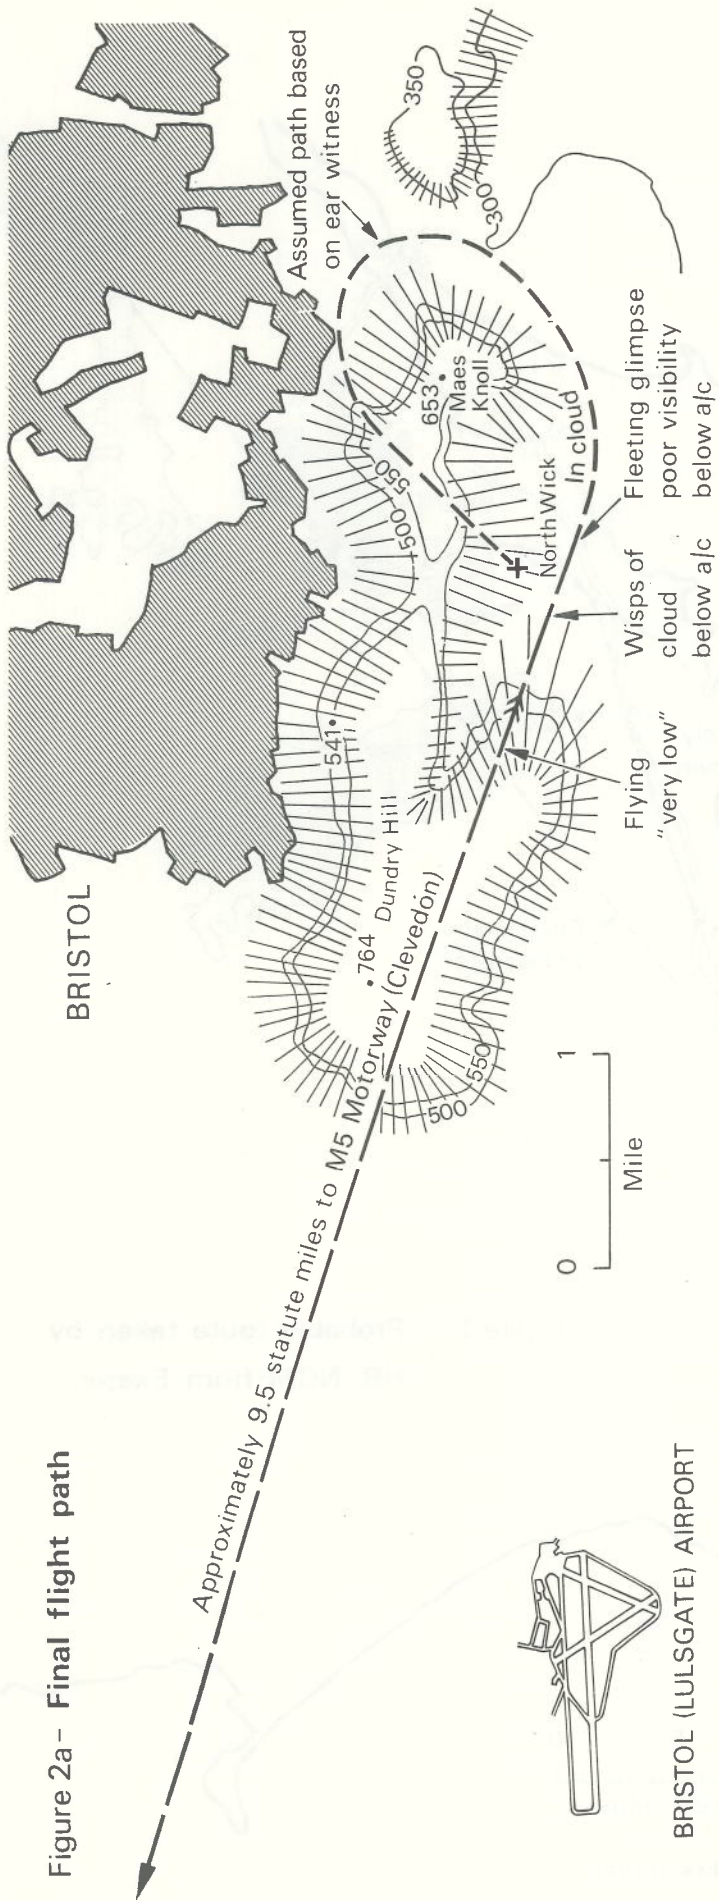 Figure 2a – Final flight path
BRISTOL
Assumed path based
on ear witness
350
300
541
500
550
653
Maes
Knoll
764
Dundry Hill
North Wick
In cloud
550
500
Approximately 9.5 statute miles to M5 Motorway (Clevedon)
Flying
"very low"
Wisps of
cloud
below a/c
Fleeting glimpse
poor visibility
below a/c
0
1
Mile
BRISTOL (LULSGATE) AIRPORT